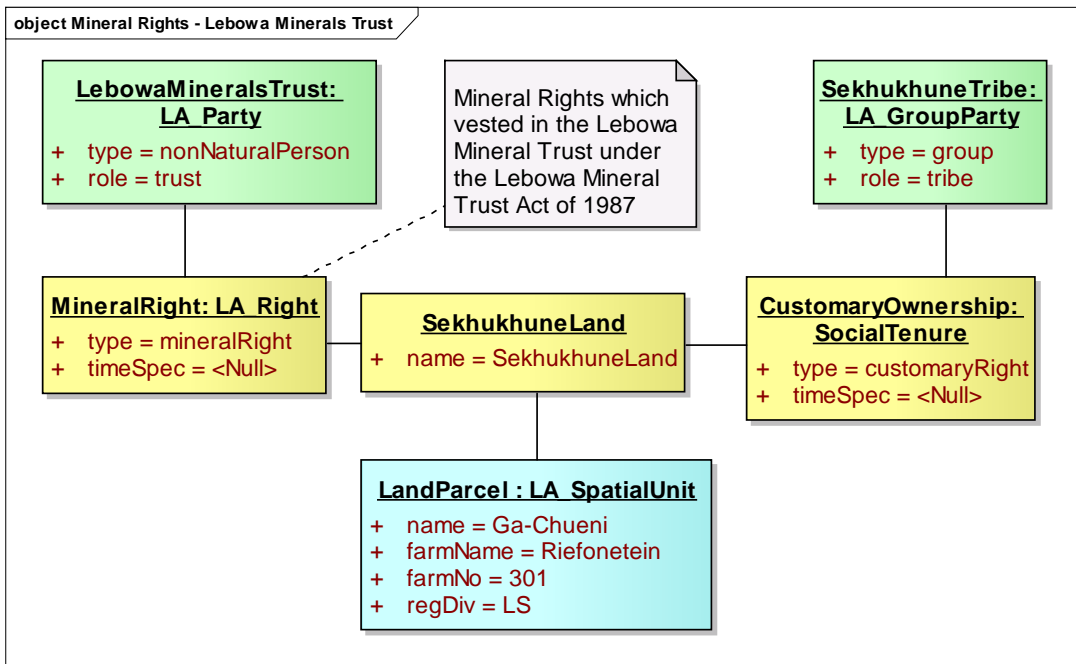 object Mineral Rights - Lebowa Minerals Trust
LebowaMineralsTrust:
LA_Party
+ type = nonNaturalPerson
+ role = trust
Mineral Rights which
vested in the Lebowa
Mineral Trust under
the Lebowa Mineral
Trust Act of 1987
SekhukhuneTribe:
LA_GroupParty
+ type = group
+ role = tribe
MineralRight: LA_Right
+ type = mineralRight
+ timeSpec = <Null>
SekhukhuneLand
+ name = SekhukhuneLand
CustomaryOwnership:
SocialTenure
+ type = customaryRight
+ timeSpec = <Null>
LandParcel : LA_SpatialUnit
+ name = Ga-Chueni
+ farmName = Riefonetein
+ farmNo = 301
+ regDiv = LS